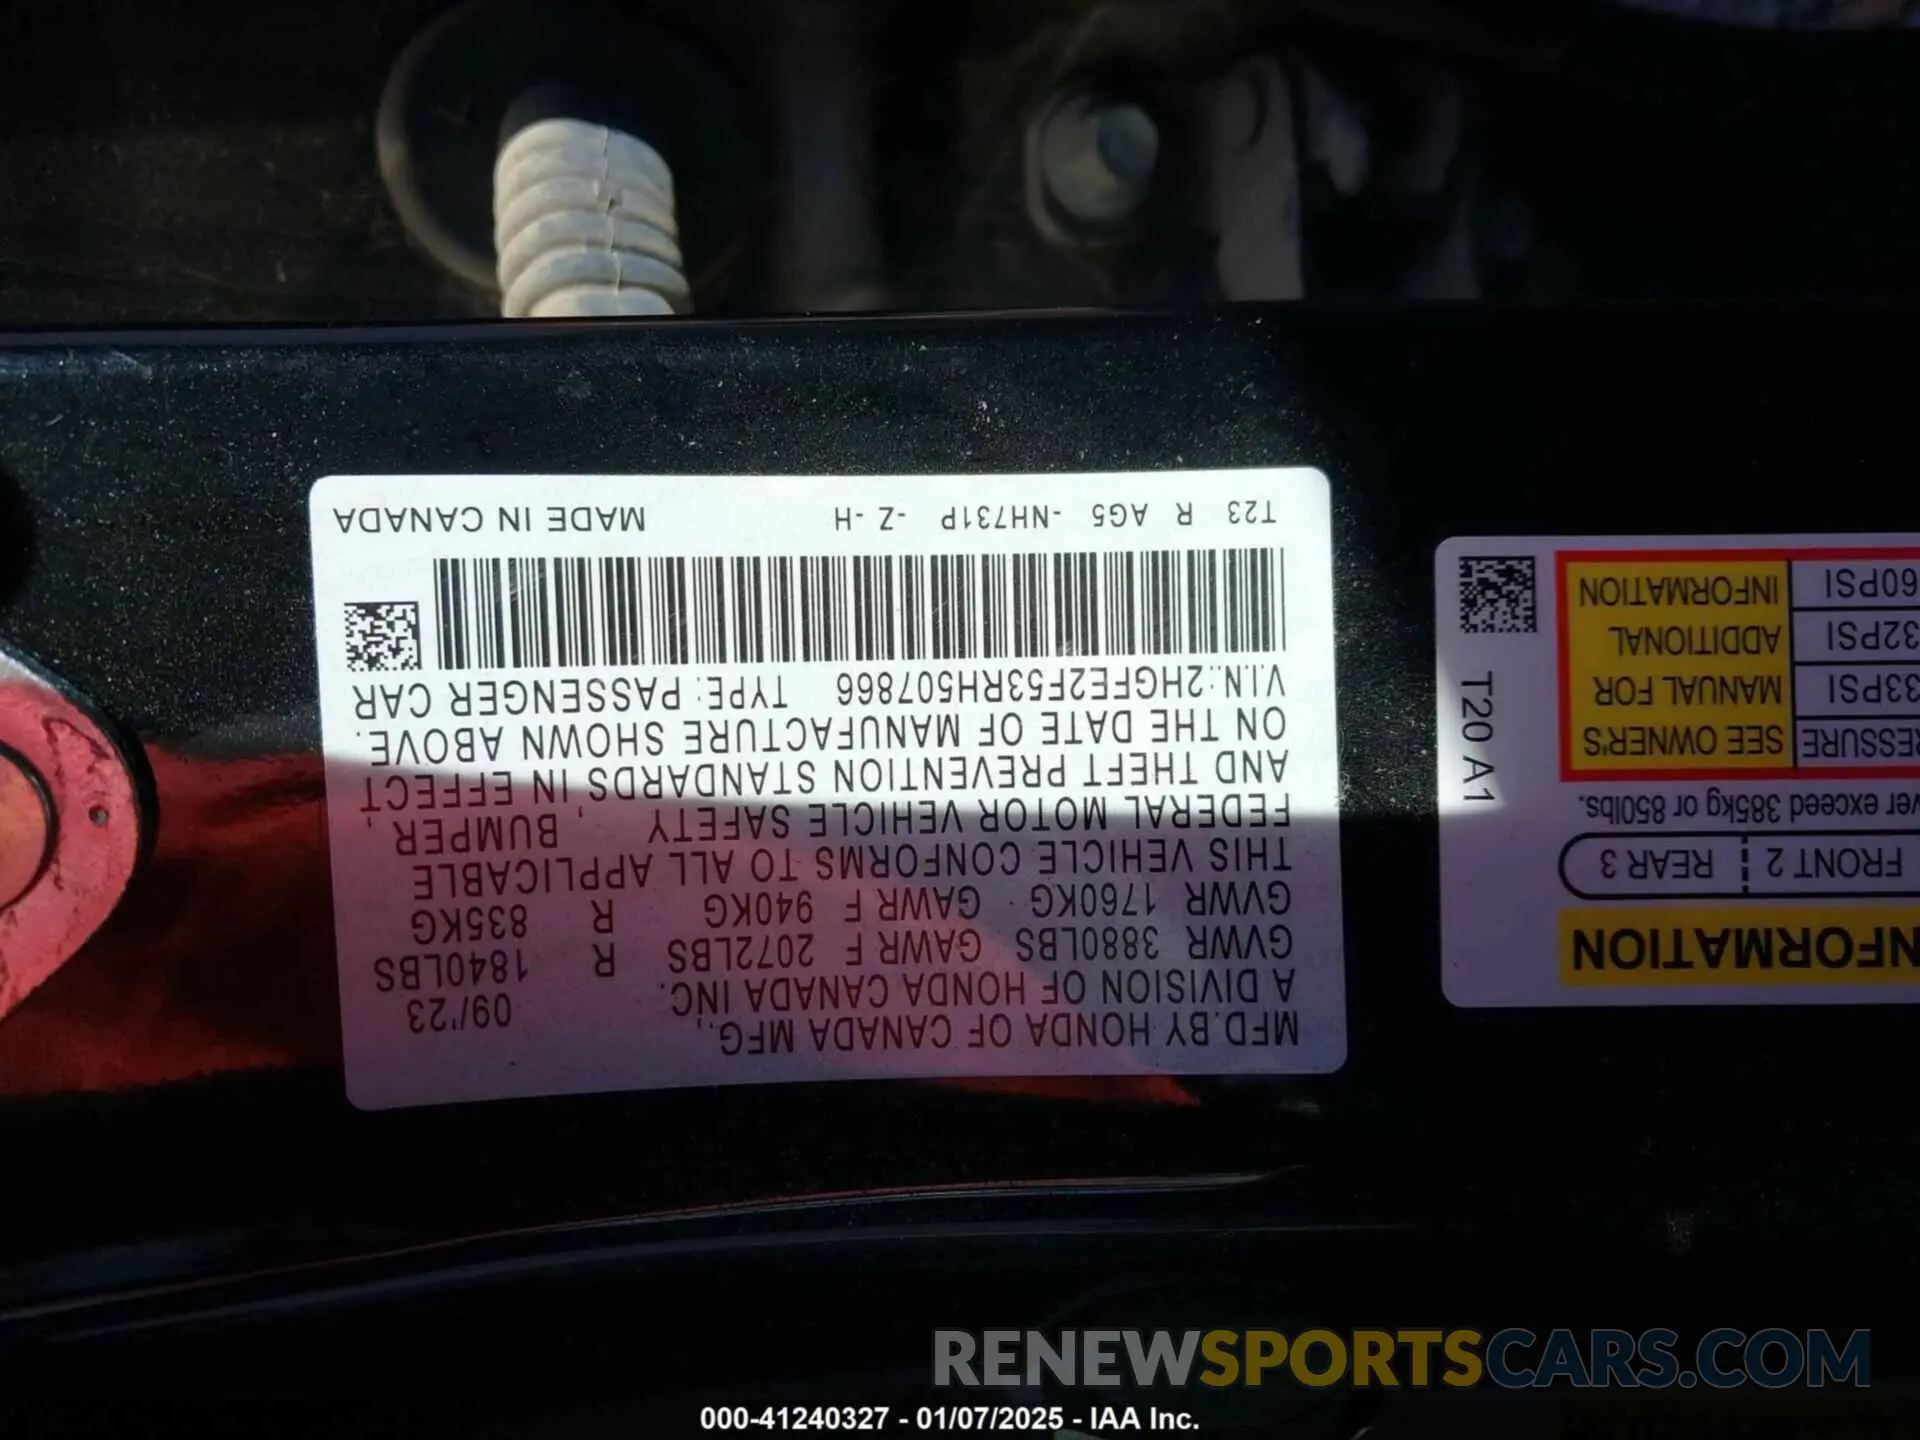 MFD.BY HONDA OF CANADA MFG.,
A DIVISION OF HONDA CANADA INC. 09/'23
GVWR 3880LBS GAWR F 2072LBS R 1840LBS
GVWR 1760KG GAWR F 940KG R 835KG
THIS VEHICLE CONFORMS TO ALL APPLICABLE
FEDERAL MOTOR VEHICLE SAFETY , BUMPER,
AND THEFT PREVENTION STANDARDS IN EFFECT
ON THE DATE OF MANUFACTURE SHOWN ABOVE.
V.I.N.:2HGFE2F53RH507866 TYPE: PASSENGER CAR
T23 R AG5 -NH731P -Z -H MADE IN CANADA
NFORMATION
FRONT 2 REAR 3
ver exceed 385kg or 850lbs.
RESSURE SEE OWNER'S
33PSI MANUAL FOR
32PSI ADDITIONAL
60PSI INFORMATION
T20 A1
RENEWSPORTSCARS.COM
000-41240327 - 01/07/2025 - IAA Inc.